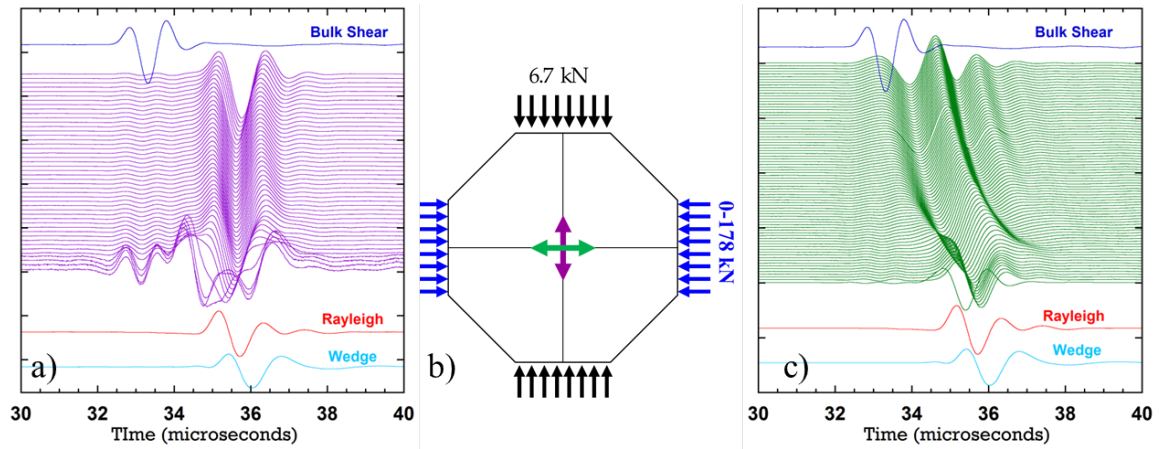 Bulk Shear
Rayleigh
Wedge
a)
30 32 34 36 38 40
TIme (microseconds)
6.7 kN
0-178 kN
b)
Bulk Shear
Rayleigh
Wedge
c)
30 32 34 36 38 40
Time (microseconds)